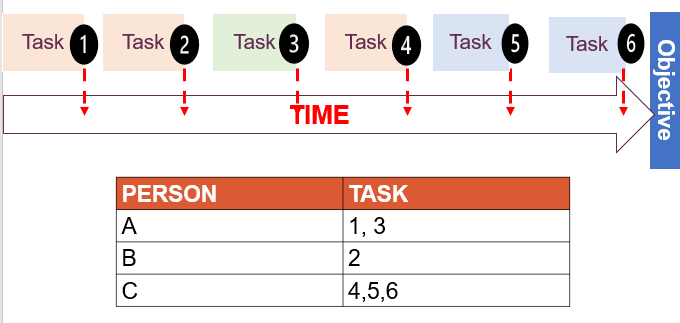 Task 1
Task 2
Task 3
Task 4
Task 5
Task 6
Objective
TIME
PERSON TASK
A 1, 3
B 2
C 4,5,6